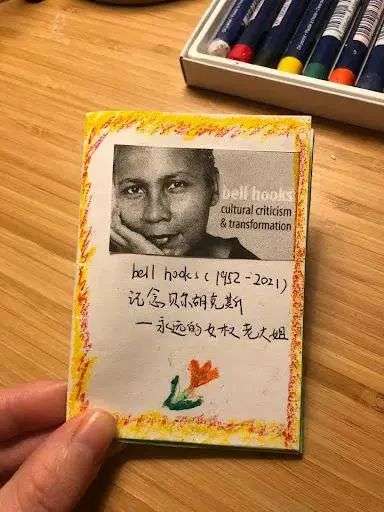 bell hooks
cultural criticism
& transformation
bell hooks (1952-2021)
记念贝尔胡克斯
—永远的女权老大姐